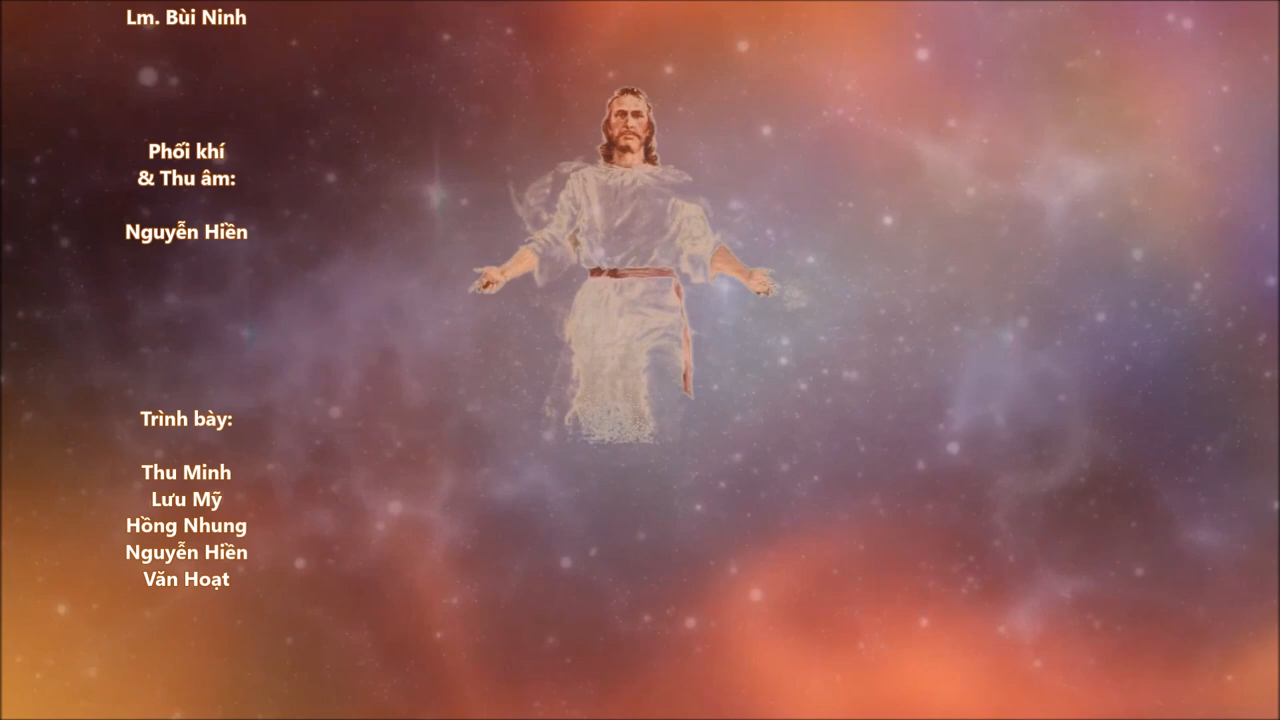 Lm. Bùi Ninh
Phối khí
& Thu âm:
Nguyễn Hiền
Trình bày:
Thu Minh
Lưu Mỹ
Hồng Nhung
Nguyễn Hiền
Văn Hoạt